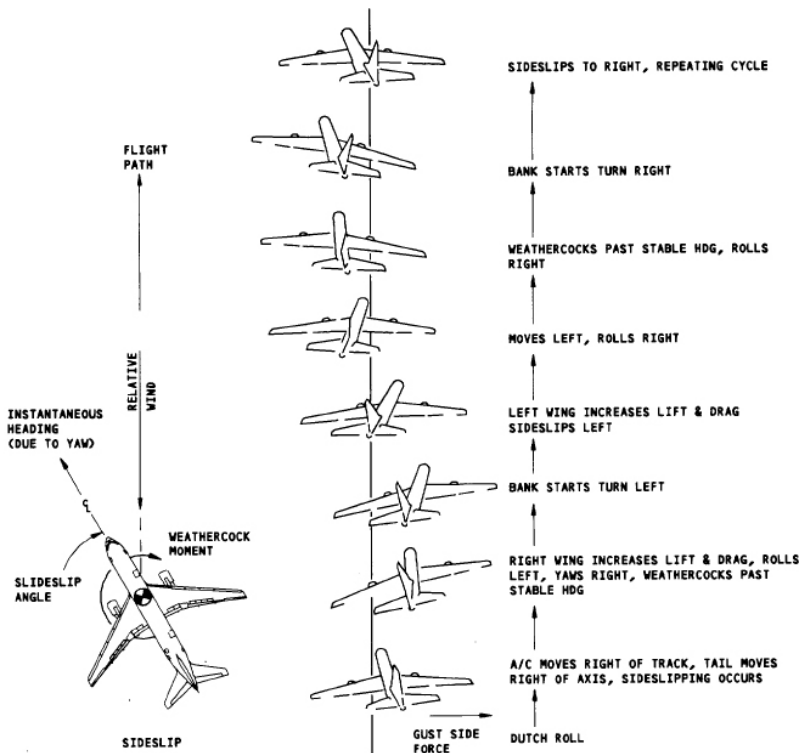 SIDESLIPS TO RIGHT, REPEATING CYCLE
FLIGHT
PATH
BANK STARTS TURN RIGHT
WEATHERCOCKS PAST STABLE HDG, ROLLS
RIGHT
MOVES LEFT, ROLLS RIGHT
RELATIVE
WIND
INSTANTANEOUS
HEADING
(DUE TO YAW)
LEFT WING INCREASES LIFT & DRAG
SIDESLIPS LEFT
BANK STARTS TURN LEFT
℄
WEATHERCOCK
MOMENT
SLIDESLIP
ANGLE
RIGHT WING INCREASES LIFT & DRAG, ROLLS
LEFT, YAWS RIGHT, WEATHERCOCKS PAST
STABLE HDG
A/C MOVES RIGHT OF TRACK, TAIL MOVES
RIGHT OF AXIS, SIDESLIPPING OCCURS
SIDESLIP
GUST SIDE
FORCE
DUTCH ROLL